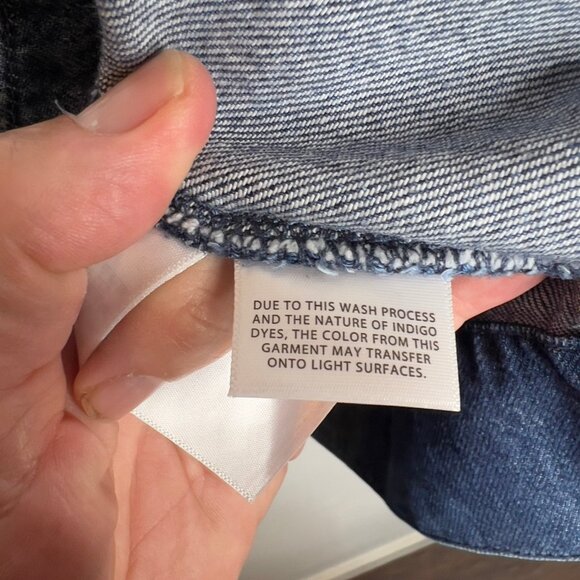 DUE TO THIS WASH PROCESS
AND THE NATURE OF INDIGO
DYES, THE COLOR FROM THIS
GARMENT MAY TRANSFER
ONTO LIGHT SURFACES.